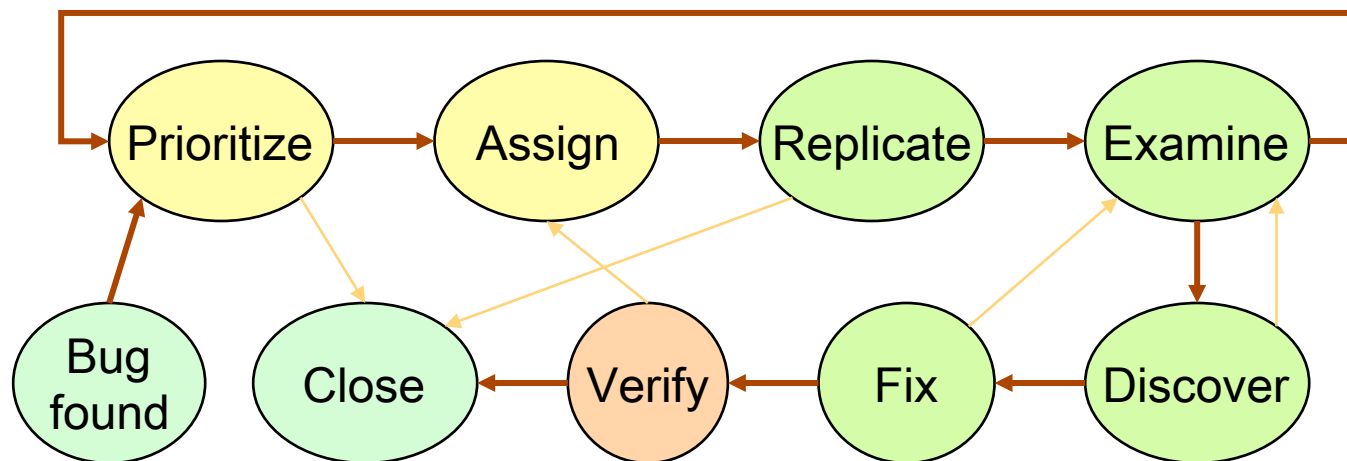 Prioritize
Assign
Replicate
Examine
Bug
found
Close
Verify
Fix
Discover